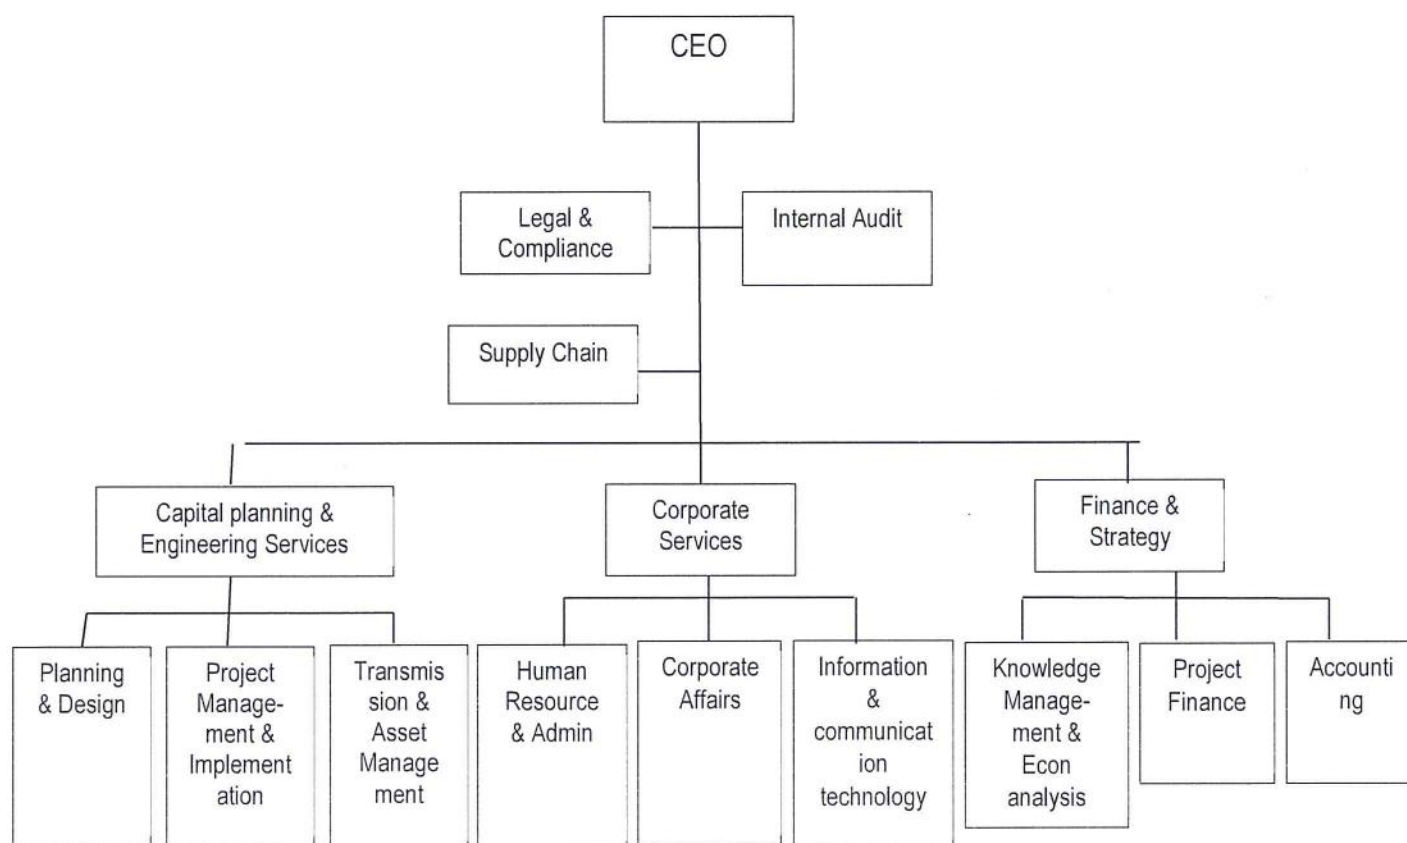 CEO
Legal &
Compliance
Internal Audit
Supply Chain
Capital planning &
Engineering Services
Corporate
Services
Finance &
Strategy
Planning
& Design
Project
Manage-
ment &
Implement
ation
Transmis
sion &
Asset
Manage
ment
Human
Resource
& Admin
Corporate
Affairs
Information
&
communicat
ion
technology
Knowledge
Manage-
ment &
Econ
analysis
Project
Finance
Accounti
ng